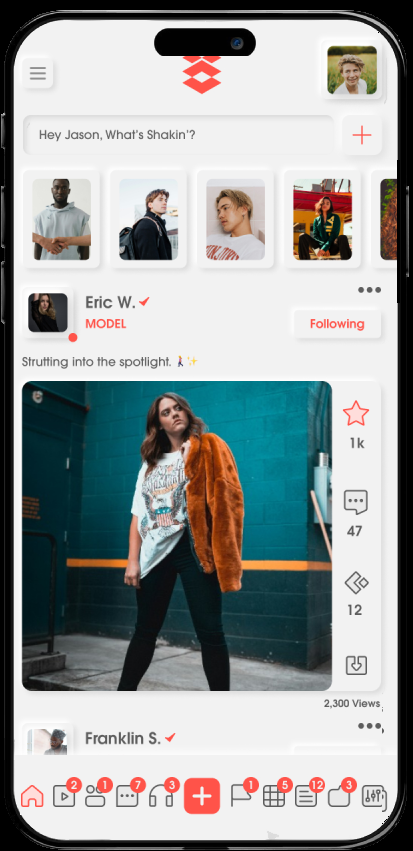 Hey Jason, What's Shakin'?
Eric W.
MODEL
Following
Strutting into the spotlight. 🚶✨
1k
47
12
2,300 Views
Franklin S.
2 1 7 3 1 5 12 3